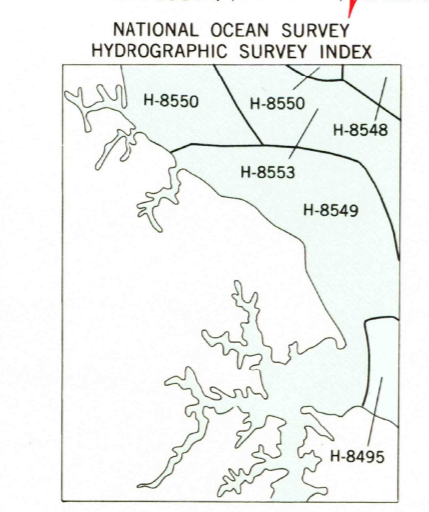 NATIONAL OCEAN SURVEY
HYDROGRAPHIC SURVEY INDEX
H-8550
H-8550
H-8548
H-8553
H-8549
H-8495